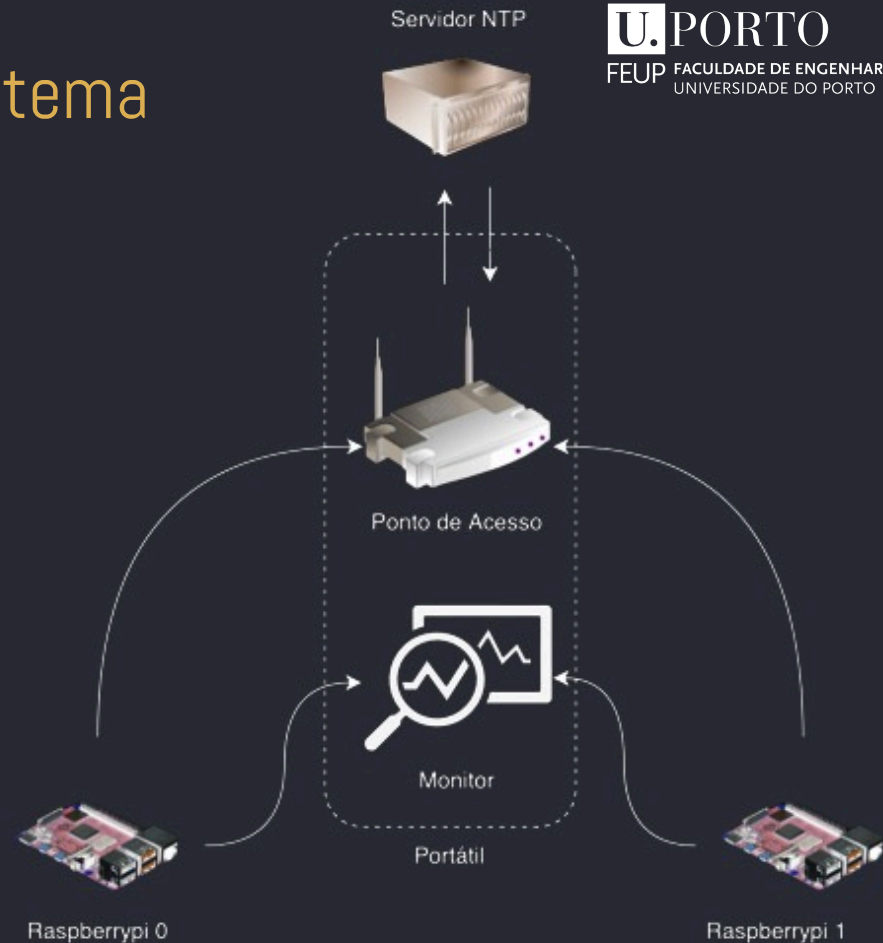 Servidor NTP
U.PORTO
FEUP FACULDADE DE ENGENHAR
UNIVERSIDADE DO PORTO
tema
Ponto de Acesso
Monitor
Portátil
Raspberrypi 0
Raspberrypi 1